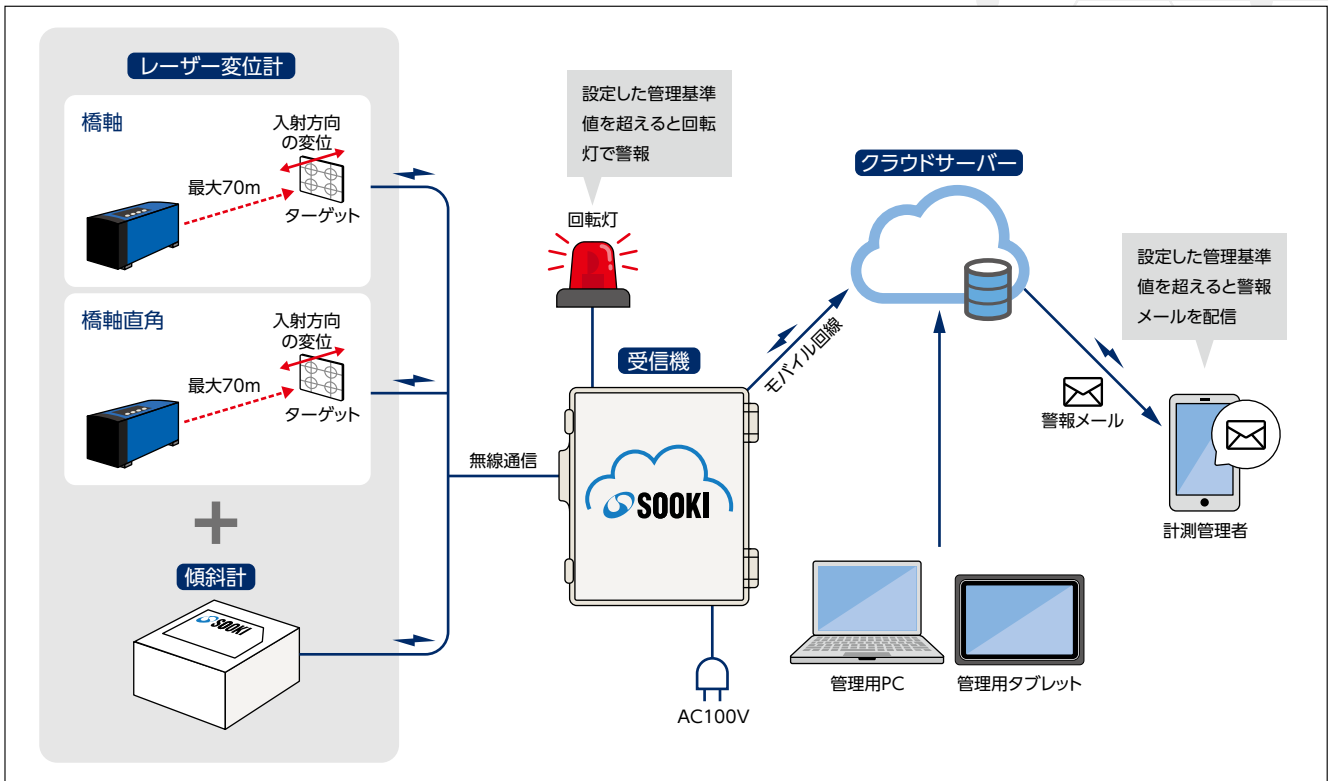 レーザー変位計
橋軸
入射方向
の変位
最大70m
ターゲット
橋軸直角
入射方向
の変位
最大70m
ターゲット
傾斜計
SOOKI
無線通信
設定した管理基準
値を超えると回転
灯で警報
回転灯
受信機
SOOKI
AC100V
モバイル回線
クラウドサーバー
管理用PC
管理用タブレット
設定した管理基準
値を超えると警報
メールを配信
警報メール
計測管理者